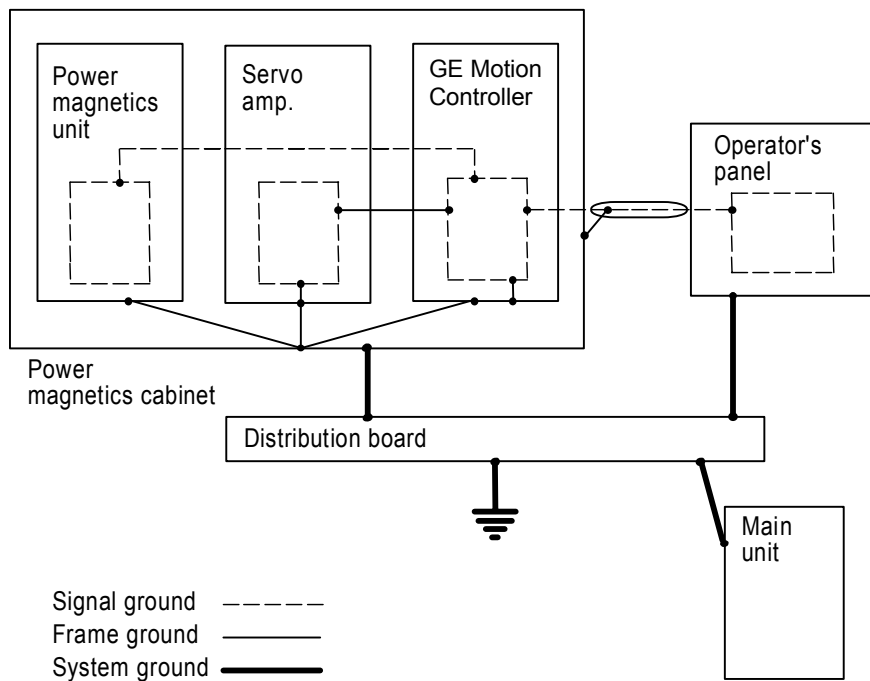 Power
magnetics
unit
Servo
amp.
GE Motion
Controller
Operator's
panel
Power
magnetics cabinet
Distribution board
Main
unit
Signal ground
Frame ground
System ground